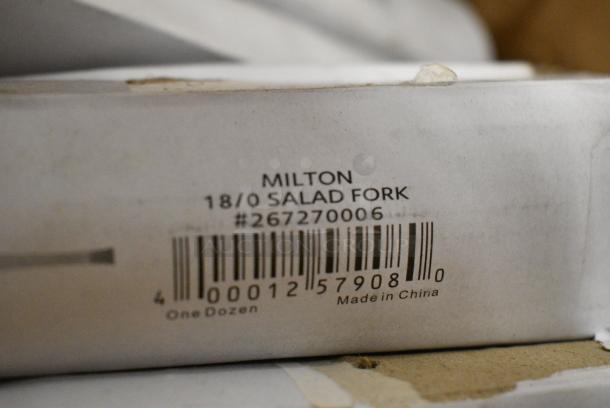 MILTON
18/0 SALAD FORK
#267270006
4 00012 57908 0
One Dozen Made in China